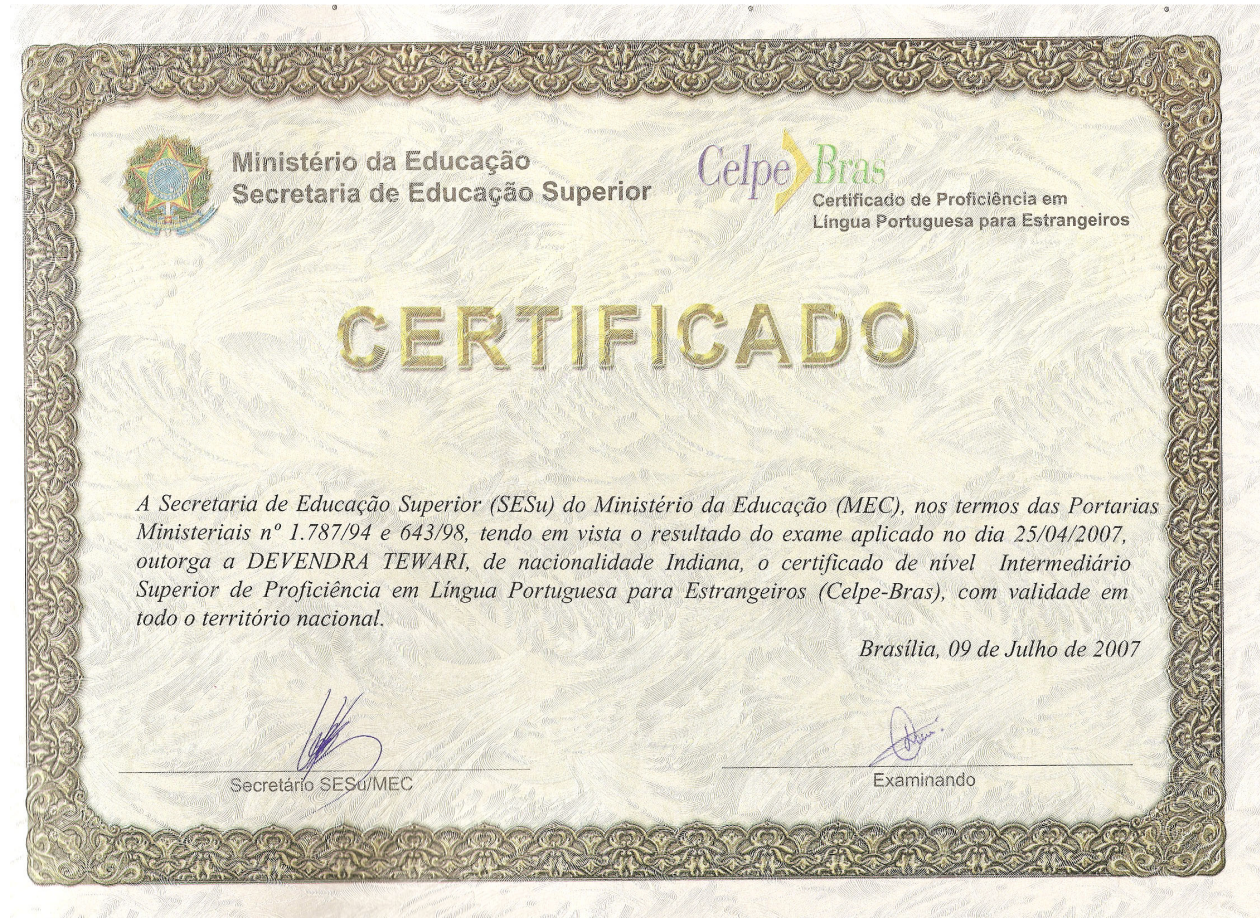 Ministério da Educação
Secretaria de Educação Superior
Celpe Bras
Certificado de Proficiência em
Língua Portuguesa para Estrangeiros
CERTIFICADO
A Secretaria de Educação Superior (SESu) do Ministério da Educação (MEC), nos termos das Portarias
Ministeriais nº 1.787/94 e 643/98, tendo em vista o resultado do exame aplicado no dia 25/04/2007,
outorga a DEVENDRA TEWARI, de nacionalidade Indiana, o certificado de nível Intermediário
Superior de Proficiência em Língua Portuguesa para Estrangeiros (Celpe-Bras), com validade em
todo o território nacional.
Brasília, 09 de Julho de 2007
Secretário SESu/MEC
Examinando